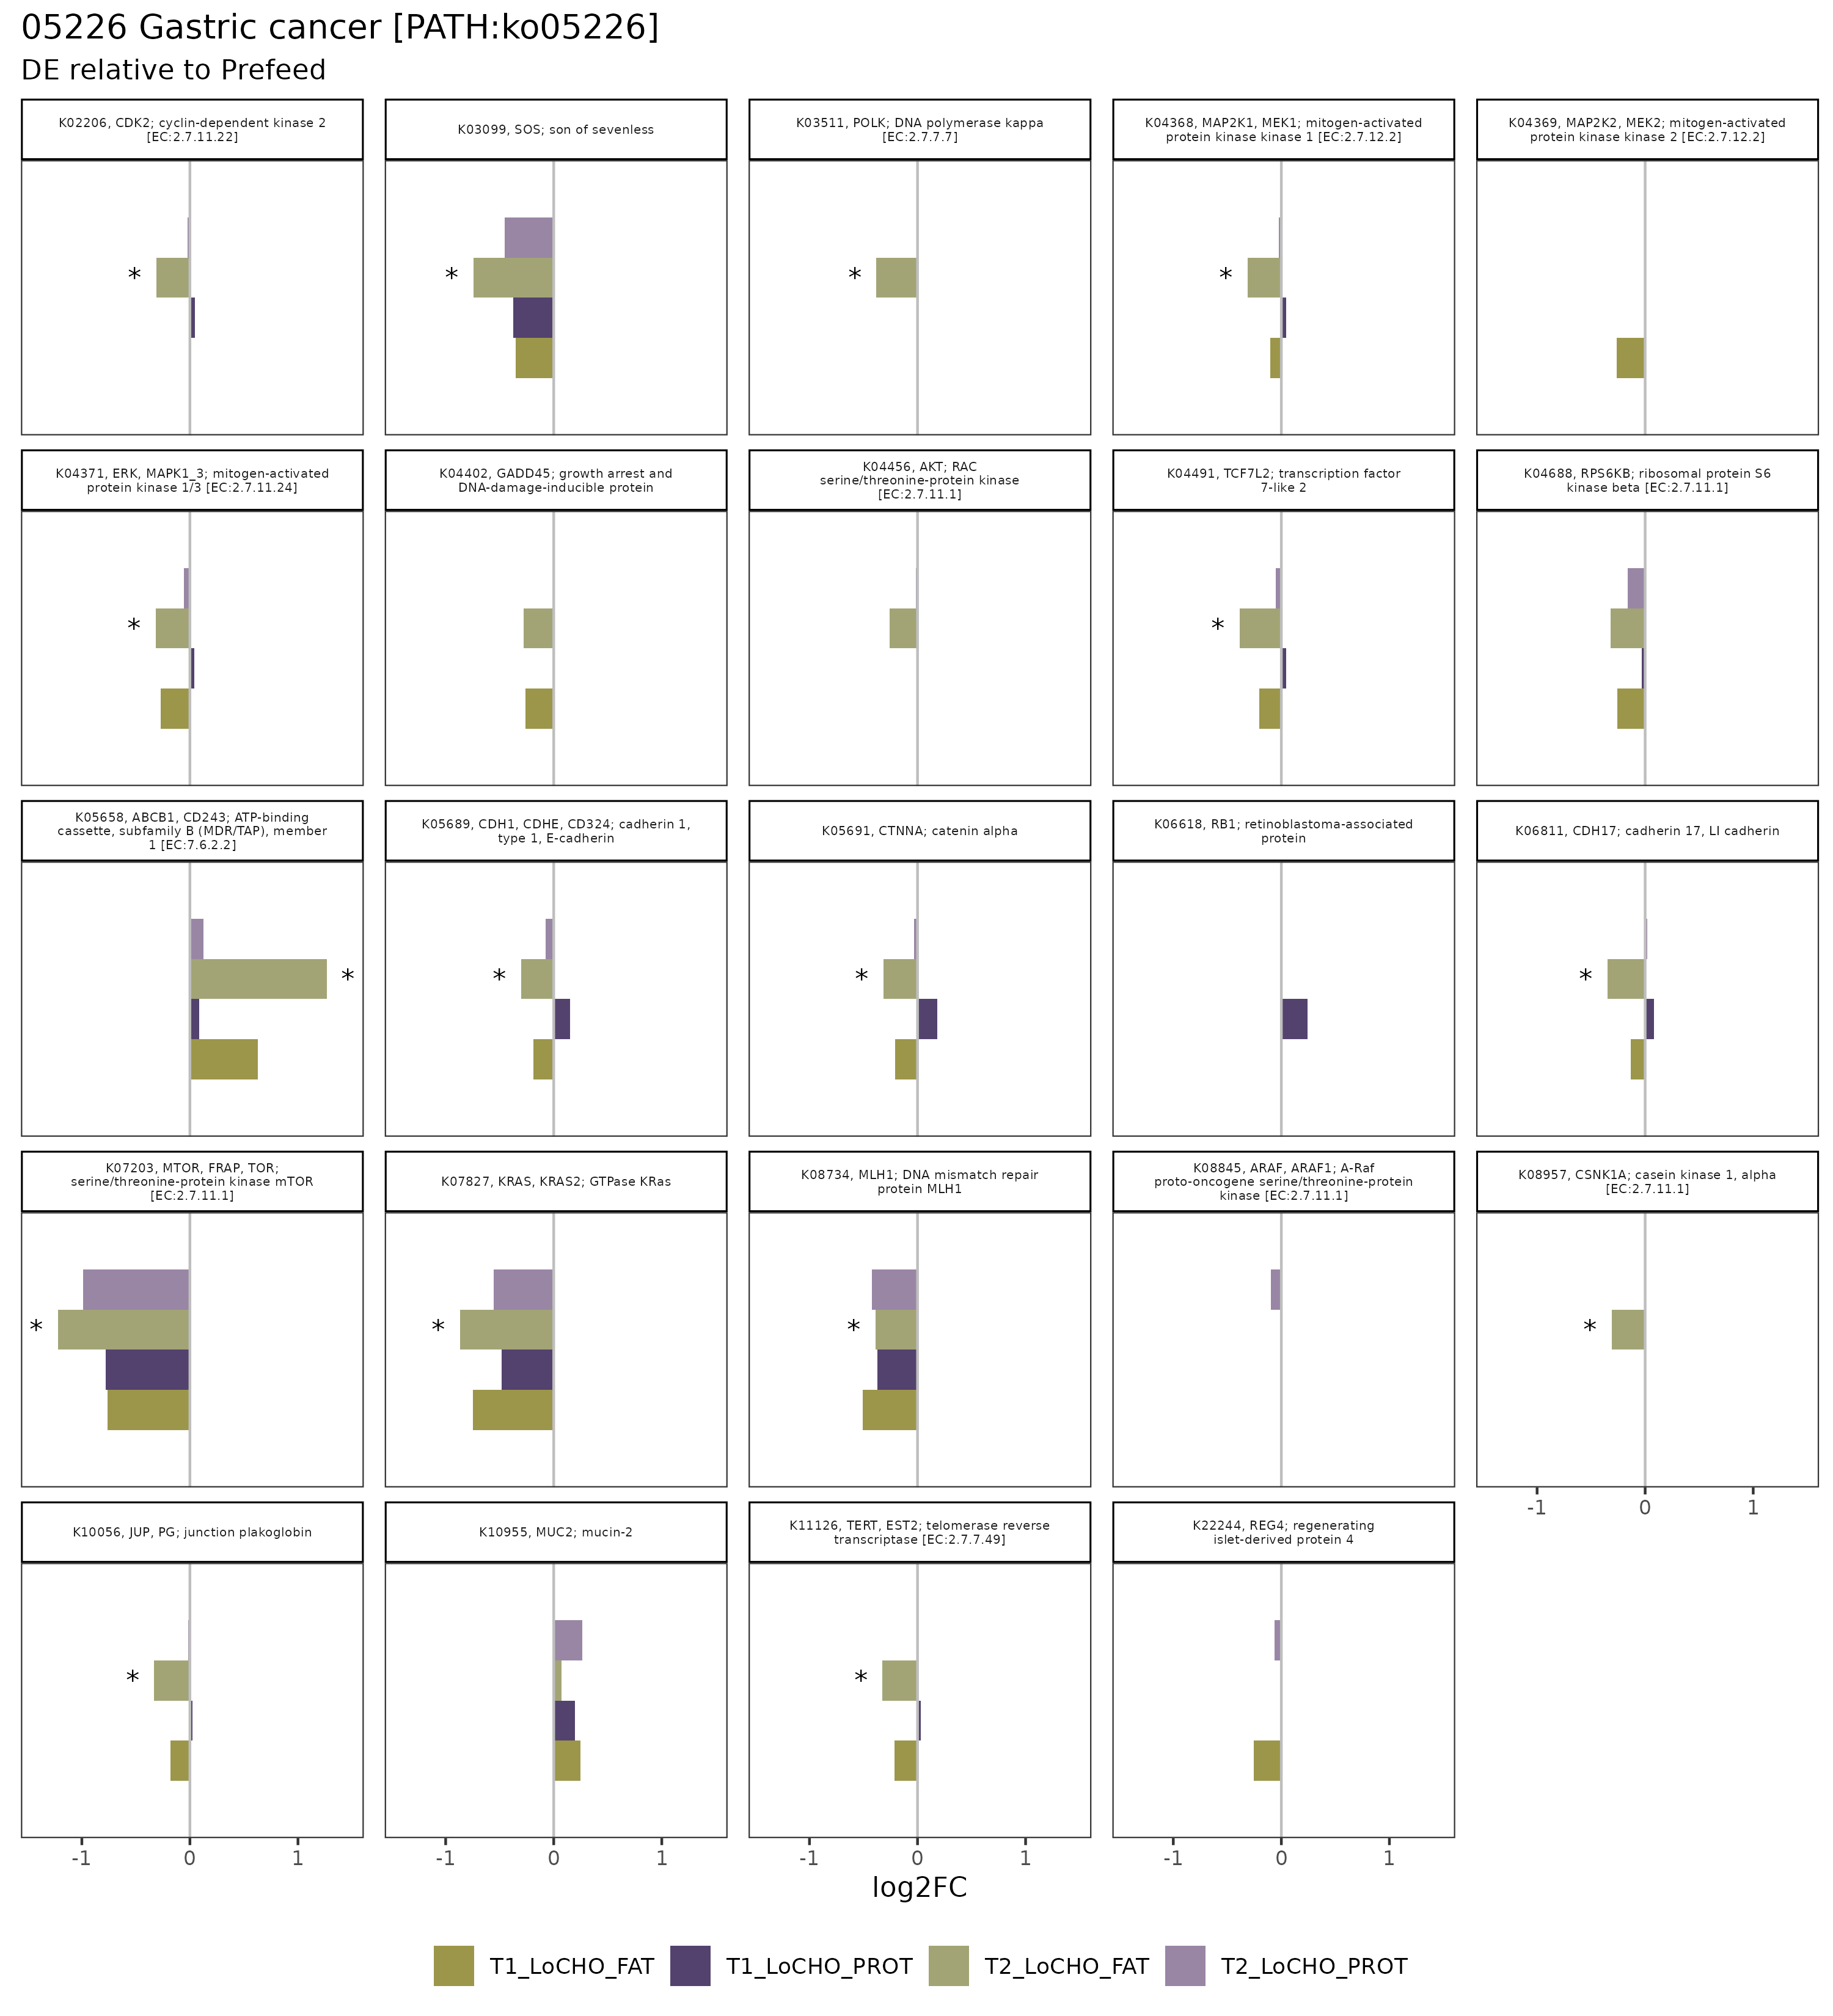 05226 Gastric cancer [PATH:ko05226]
DE relative to Prefeed
K02206, CDK2; cyclin-dependent kinase 2
[EC:2.7.11.22]
K03099, SOS; son of sevenless
K03511, POLK; DNA polymerase kappa
[EC:2.7.7.7]
K04368, MAP2K1, MEK1; mitogen-activated
protein kinase kinase 1 [EC:2.7.12.2]
K04369, MAP2K2, MEK2; mitogen-activated
protein kinase kinase 2 [EC:2.7.12.2]
*
*
*
*
K04371, ERK, MAPK1_3; mitogen-activated
protein kinase 1/3 [EC:2.7.11.24]
K04402, GADD45; growth arrest and
DNA-damage-inducible protein
K04456, AKT; RAC
serine/threonine-protein kinase
[EC:2.7.11.1]
K04491, TCF7L2; transcription factor
7-like 2
K04688, RPS6KB; ribosomal protein S6
kinase beta [EC:2.7.11.1]
*
*
K05658, ABCB1, CD243; ATP-binding
cassette, subfamily B (MDR/TAP), member
1 [EC:7.6.2.2]
K05689, CDH1, CDHE, CD324; cadherin 1,
type 1, E-cadherin
K05691, CTNNA; catenin alpha
K06618, RB1; retinoblastoma-associated
protein
K06811, CDH17; cadherin 17, LI cadherin
*
*
*
*
K07203, MTOR, FRAP, TOR;
serine/threonine-protein kinase mTOR
[EC:2.7.11.1]
K07827, KRAS, KRAS2; GTPase KRas
K08734, MLH1; DNA mismatch repair
protein MLH1
K08845, ARAF, ARAF1; A-Raf
proto-oncogene serine/threonine-protein
kinase [EC:2.7.11.1]
K08957, CSNK1A; casein kinase 1, alpha
[EC:2.7.11.1]
*
*
*
*
-1 0 1
K10056, JUP, PG; junction plakoglobin
K10955, MUC2; mucin-2
K11126, TERT, EST2; telomerase reverse
transcriptase [EC:2.7.7.49]
K22244, REG4; regenerating
islet-derived protein 4
*
*
-1 0 1
-1 0 1
-1 0 1
-1 0 1
log2FC
T1_LoCHO_FAT
T1_LoCHO_PROT
T2_LoCHO_FAT
T2_LoCHO_PROT